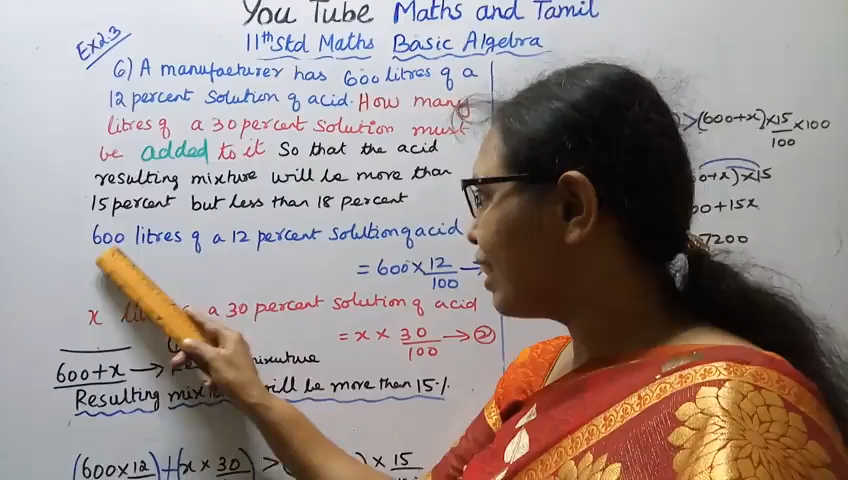 You Tube Maths and Tamil
11th Std Maths Basic Algebra
Ex 2.3
6) A manufacturer has 600 litres of a
12 percent solution of acid. How many
litres of a 30 percent solution must
be added to it so that the acid
resulting mixture will be more than
15 percent but less than 18 percent
600 litres of a 12 percent solution of acid
= 600 × 12/100 →
x a 30 percent solution of acid
= x × 30/100 → ②
600 + x →
Resulting will be more than 15%.
(600 × 12 ) + (x × 30 ) > × 15
> (600 + x) × 15/100 × 100
0 + x) × 15
00 + 15x
7200